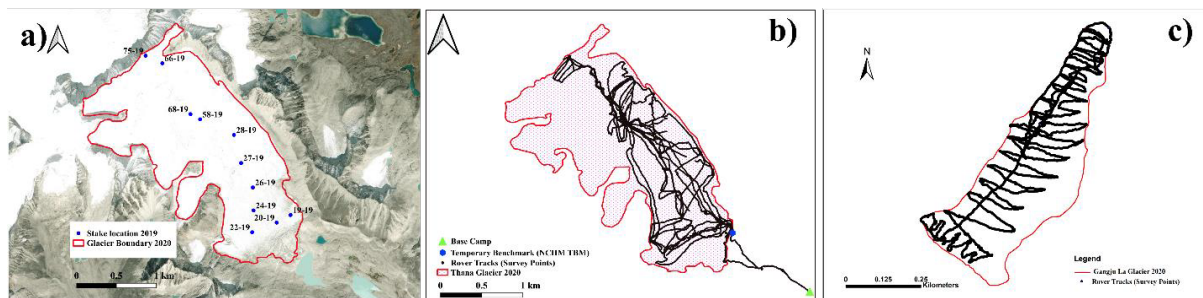 a)
75-19
66-19
68-19
58-19
28-19
27-19
26-19
24-19
19-19
20-19
22-19
Stake location 2019
Glacier Boundary 2020
0 0.5 1 km
b)
Base Camp
Temporary Benchmark (NCHM TBM)
Rover Tracks (Survey Points)
Thana Glacier 2020
0 0.5 1 km
c)
N
0 0.125 0.25
Kilometers
Legend
Gangju La Glacier 2020
Rover Tracks (Survey Points)